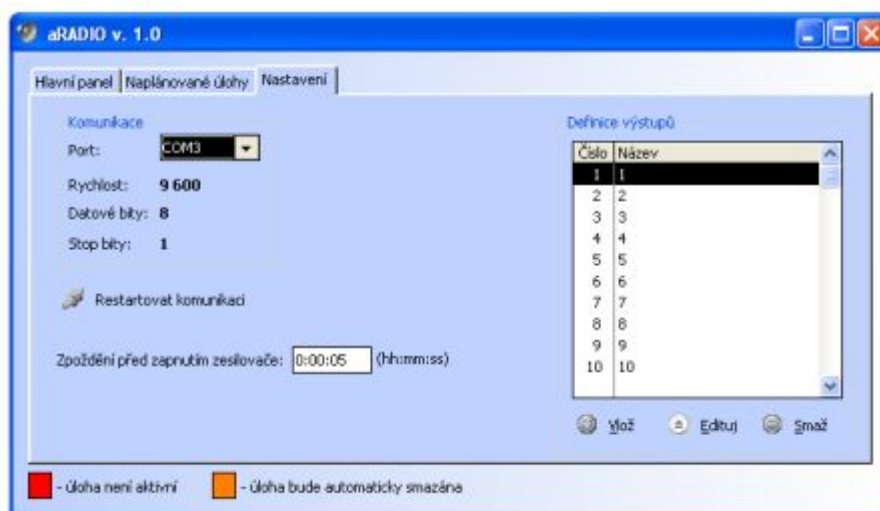 aRADIO v. 1.0
Hlavní panel Naplánované úlohy Nastavení
Komunikace
Port: COM3
Rychlost: 9 600
Datové bity: 8
Stop bity: 1
Restartovat komunikaci
Zpoždění před zapnutím zesilovače: 0:00:05 (hh:mm:ss)
Definice výstupů
Číslo Název
1 1
2 2
3 3
4 4
5 5
6 6
7 7
8 8
9 9
10 10
Vlož Edituj Smaž
- úloha není aktivní - úloha bude automaticky smazána